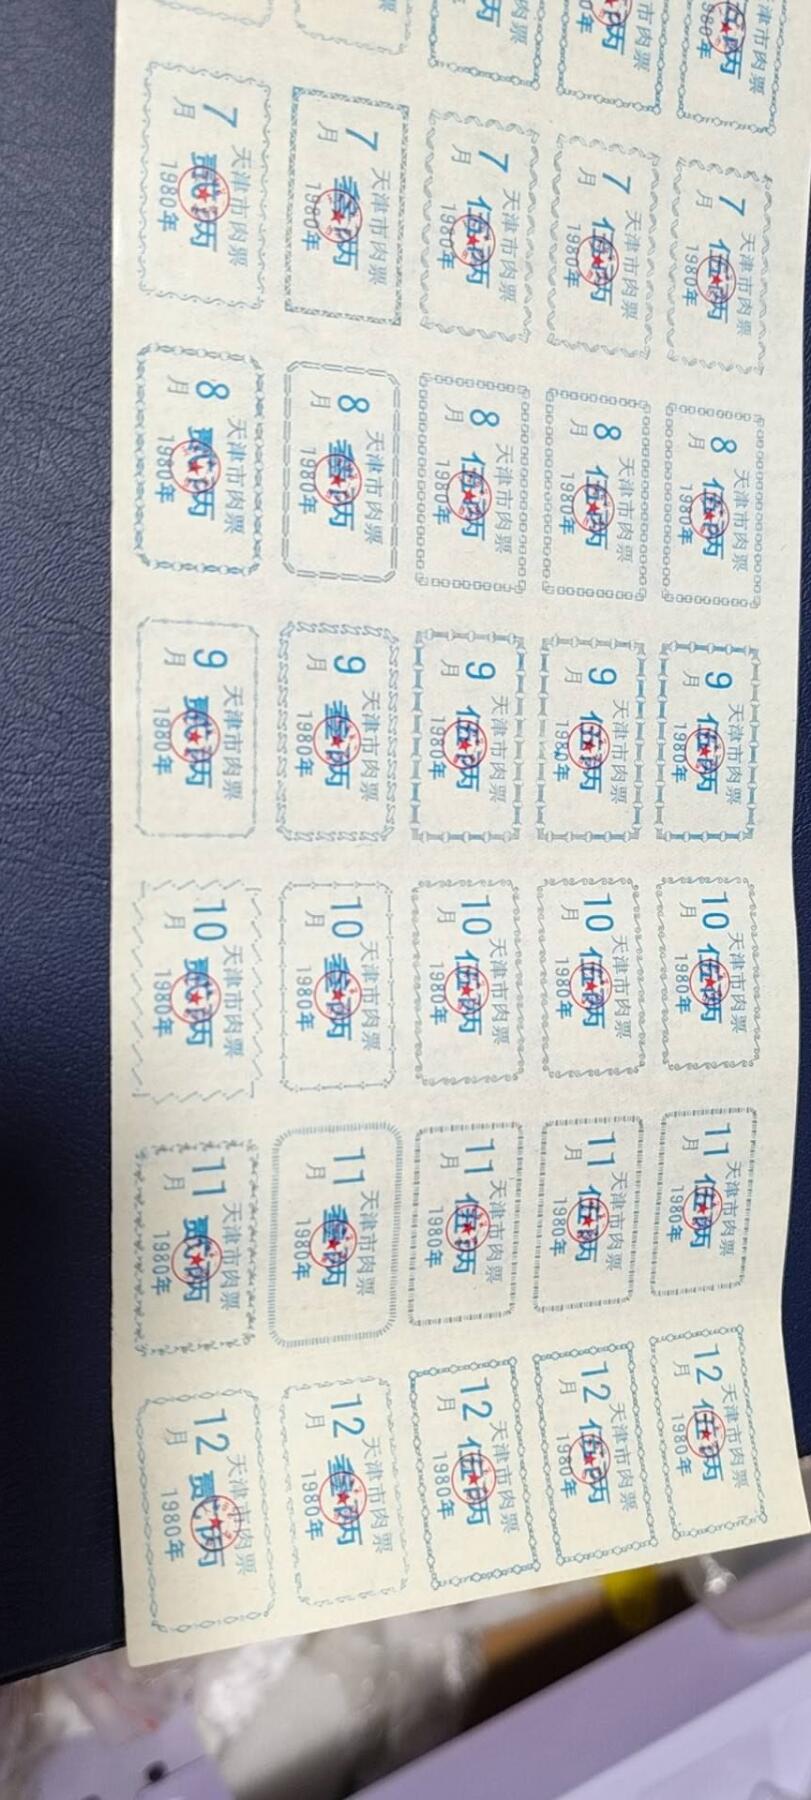 津市肉票
伍两
980年
天津市肉票
7月 伍两
1980年
天津市肉票
8月 伍两
1980年
天津市肉票
9月 伍两
1980年
天津市肉票
10月 伍两
1980年
天津市肉票
11月 伍两
1980年
天津市肉票
12月 伍两
1980年
市肉票
两
0年
天津市肉票
7月 伍两
1980年
天津市肉票
8月 伍两
1980年
天津市肉票
9月 伍两
1980年
天津市肉票
10月 伍两
1980年
天津市肉票
11月 伍两
1980年
天津市肉票
12月 伍两
1980年
票
两
天津市肉票
7月 伍两
1980年
天津市肉票
8月 伍两
1980年
天津市肉票
9月 伍两
1980年
天津市肉票
10月 伍两
1980年
天津市肉票
11月 伍两
1980年
天津市肉票
12月 伍两
1980年
票
天津市肉票
7月 叁两
1980年
天津市肉票
8月 叁两
1980年
天津市肉票
9月 叁两
1980年
天津市肉票
10月 叁两
1980年
天津市肉票
11月 叁两
1980年
天津市肉票
12月 叁两
1980年
天津市肉票
7月 贰两
1980年
天津市肉票
8月 贰两
1980年
天津市肉票
9月 贰两
1980年
天津市肉票
10月 贰两
1980年
天津市肉票
11月 贰两
1980年
天津市肉票
12月 贰两
1980年